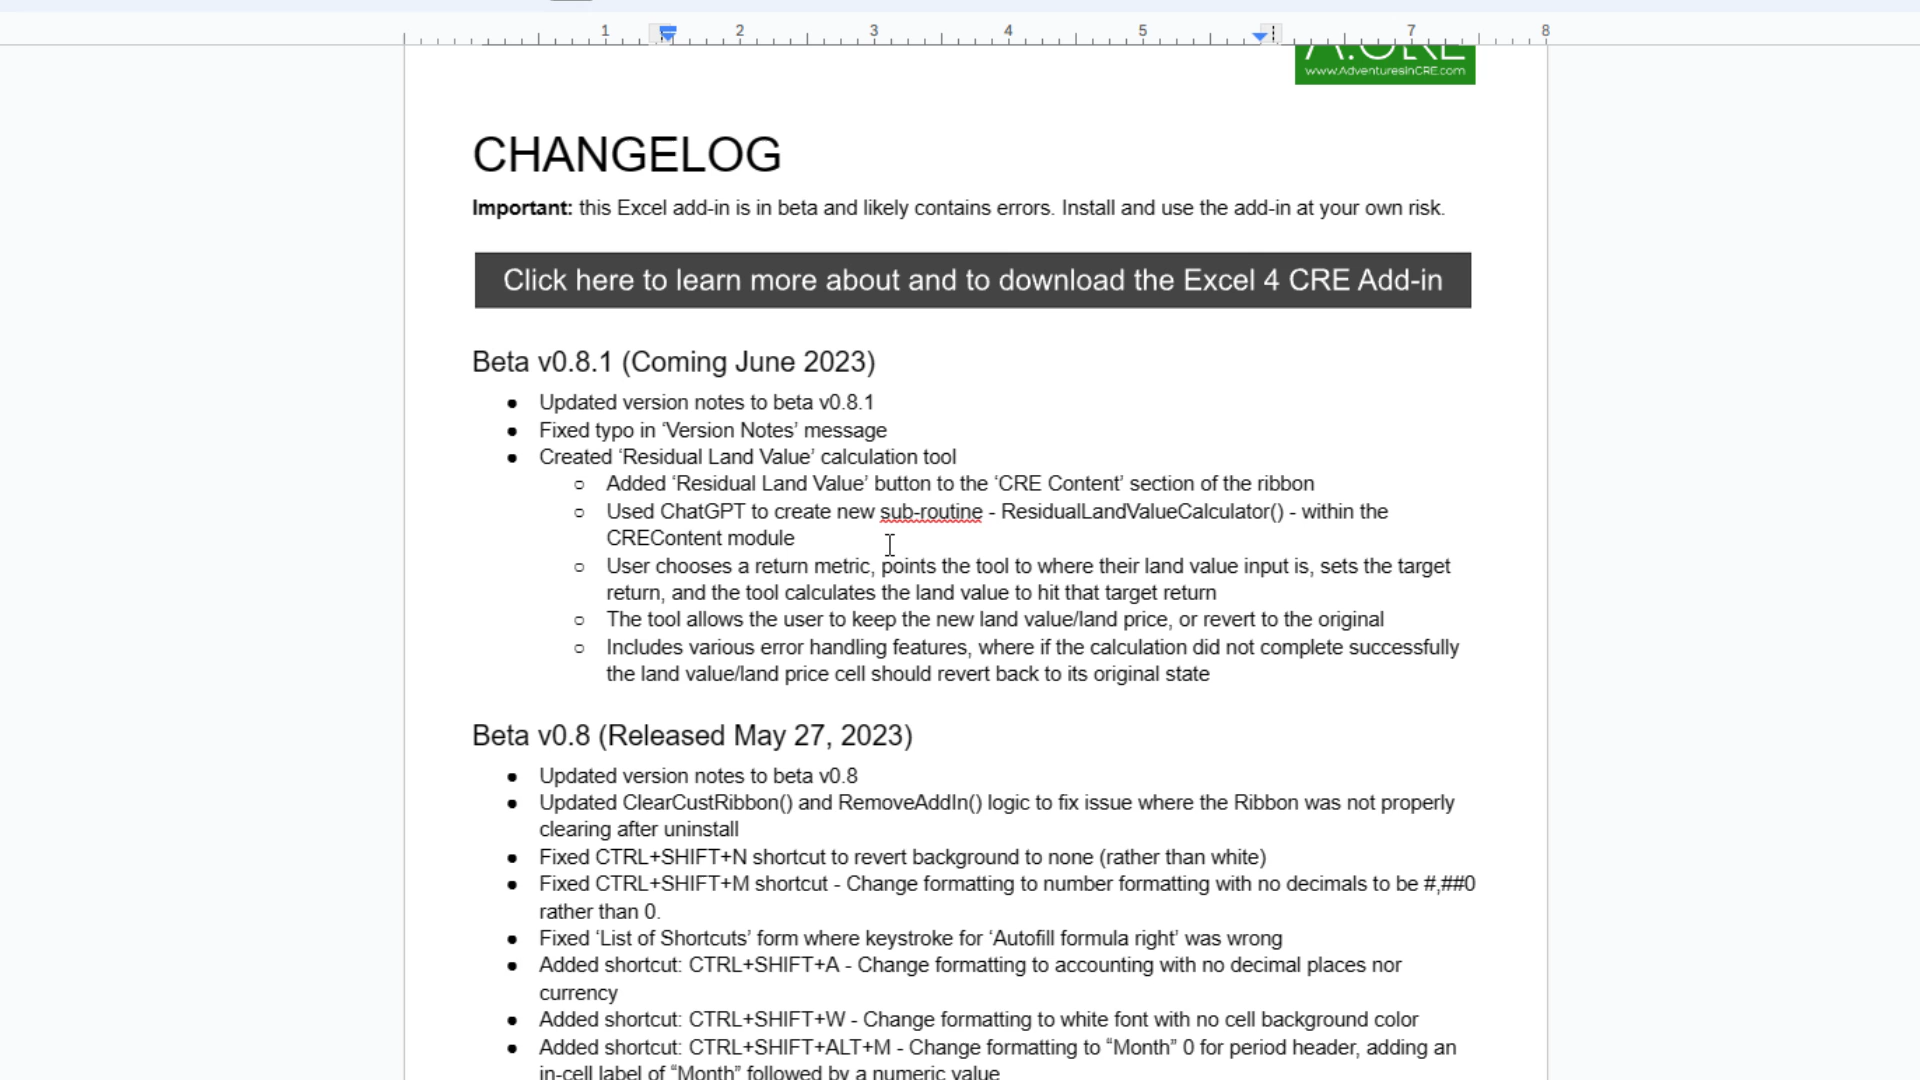 1 2 3 4 5 7 8
A.CRE
www.AdventuresInCRE.com
CHANGELOG
Important: this Excel add-in is in beta and likely contains errors. Install and use the add-in at your own risk.
Click here to learn more about and to download the Excel 4 CRE Add-in
Beta v0.8.1 (Coming June 2023)
● Updated version notes to beta v0.8.1
● Fixed typo in ‘Version Notes’ message
● Created ‘Residual Land Value’ calculation tool
○ Added ‘Residual Land Value’ button to the ‘CRE Content’ section of the ribbon
○ Used ChatGPT to create new sub-routine - ResidualLandValueCalculator() - within the
CREContent module
○ User chooses a return metric, points the tool to where their land value input is, sets the target
return, and the tool calculates the land value to hit that target return
○ The tool allows the user to keep the new land value/land price, or revert to the original
○ Includes various error handling features, where if the calculation did not complete successfully
the land value/land price cell should revert back to its original state
Beta v0.8 (Released May 27, 2023)
● Updated version notes to beta v0.8
● Updated ClearCustRibbon() and RemoveAddIn() logic to fix issue where the Ribbon was not properly
clearing after uninstall
● Fixed CTRL+SHIFT+N shortcut to revert background to none (rather than white)
● Fixed CTRL+SHIFT+M shortcut - Change formatting to number formatting with no decimals to be #,##0
rather than 0.
● Fixed ‘List of Shortcuts’ form where keystroke for ‘Autofill formula right’ was wrong
● Added shortcut: CTRL+SHIFT+A - Change formatting to accounting with no decimal places nor
currency
● Added shortcut: CTRL+SHIFT+W - Change formatting to white font with no cell background color
● Added shortcut: CTRL+SHIFT+ALT+M - Change formatting to “Month” 0 for period header, adding an
in-cell label of “Month” followed by a numeric value